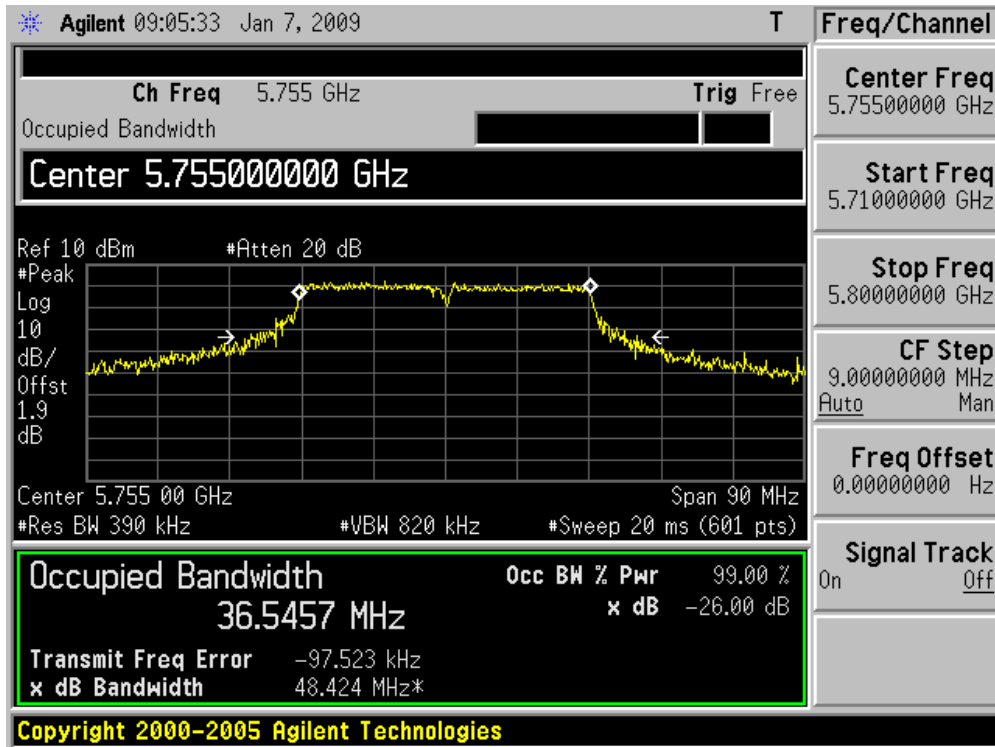 Agilent 09:05:33 Jan 7, 2009 T
Freq/Channel
Ch Freq 5.755 GHz Trig Free
Occupied Bandwidth
Center 5.755000000 GHz
Ref 10 dBm #Atten 20 dB
#Peak
Log
10
dB/
Offst
1.9
dB
Center 5.755 00 GHz Span 90 MHz
#Res BW 390 kHz #VBW 820 kHz #Sweep 20 ms (601 pts)
Occupied Bandwidth Occ BW % Pwr 99.00 %
36.5457 MHz x dB -26.00 dB
Transmit Freq Error -97.523 kHz
x dB Bandwidth 48.424 MHz*
Center Freq
5.75500000 GHz
Start Freq
5.71000000 GHz
Stop Freq
5.80000000 GHz
CF Step
9.00000000 MHz
Auto Man
Freq Offset
0.00000000 Hz
Signal Track
On Off
Copyright 2000-2005 Agilent Technologies